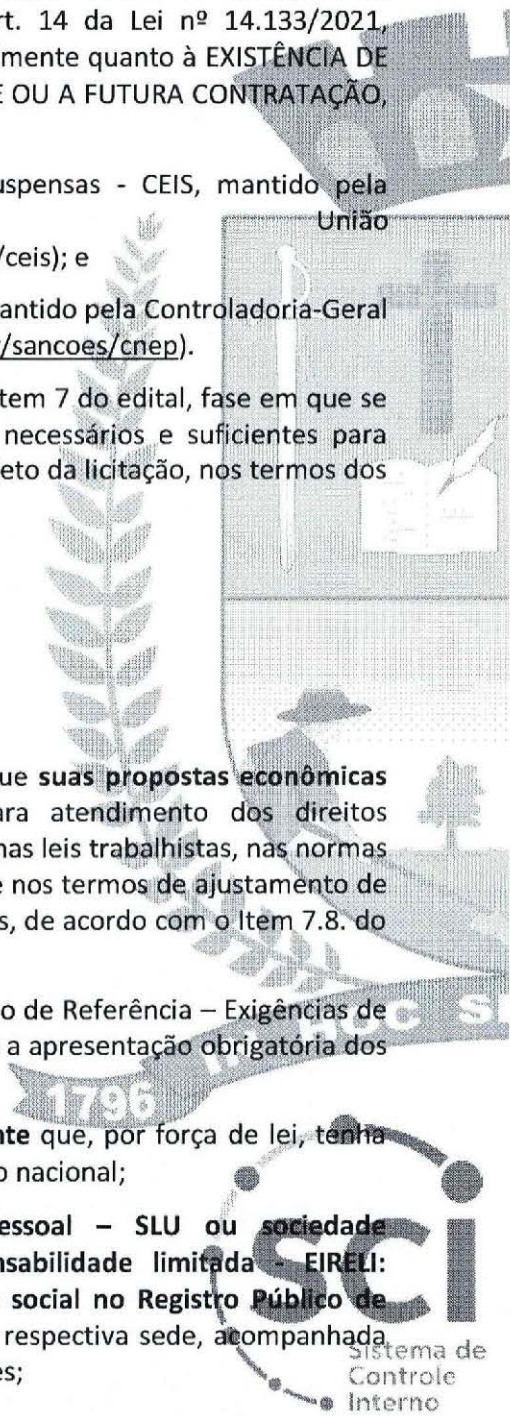 rt. 14 da Lei nº 14.133/2021,
mente quanto à EXISTÊNCIA DE
E OU A FUTURA CONTRATAÇÃO,
uspensas - CEIS, mantido pela
União
/ceis); e
antido pela Controladoria-Geral
/sancoes/cnep).
tem 7 do edital, fase em que se
necessários e suficientes para
eto da licitação, nos termos dos
ue suas propostas econômicas
ara atendimento dos direitos
nas leis trabalhistas, nas normas
e nos termos de ajustamento de
s, de acordo com o Item 7.8. do
o de Referência – Exigências de
a apresentação obrigatória dos
HOC S
1796
nte que, por força de lei, tenha
o nacional;
essoal – SLU ou sociedade
nsabilidade limitada - EIRELI:
social no Registro Público de
respectiva sede, acompanhada
es;
sci
Sistema de
Controle
Interno